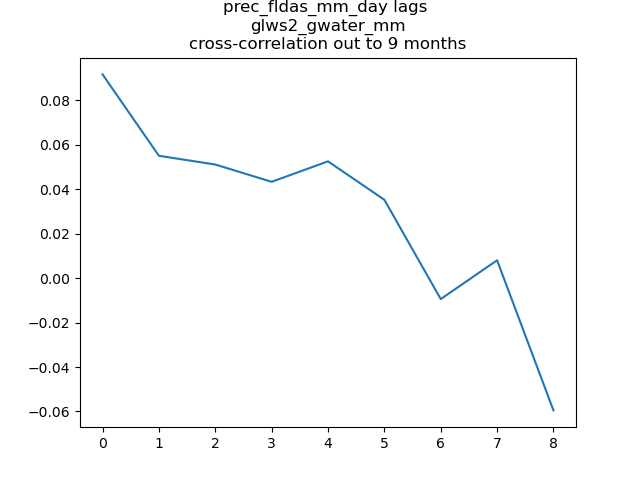 prec_fldas_mm_day lags
glws2_gwater_mm
cross-correlation out to 9 months
0.08
0.06
0.04
0.02
0.00
−0.02
−0.04
−0.06
0 1 2 3 4 5 6 7 8